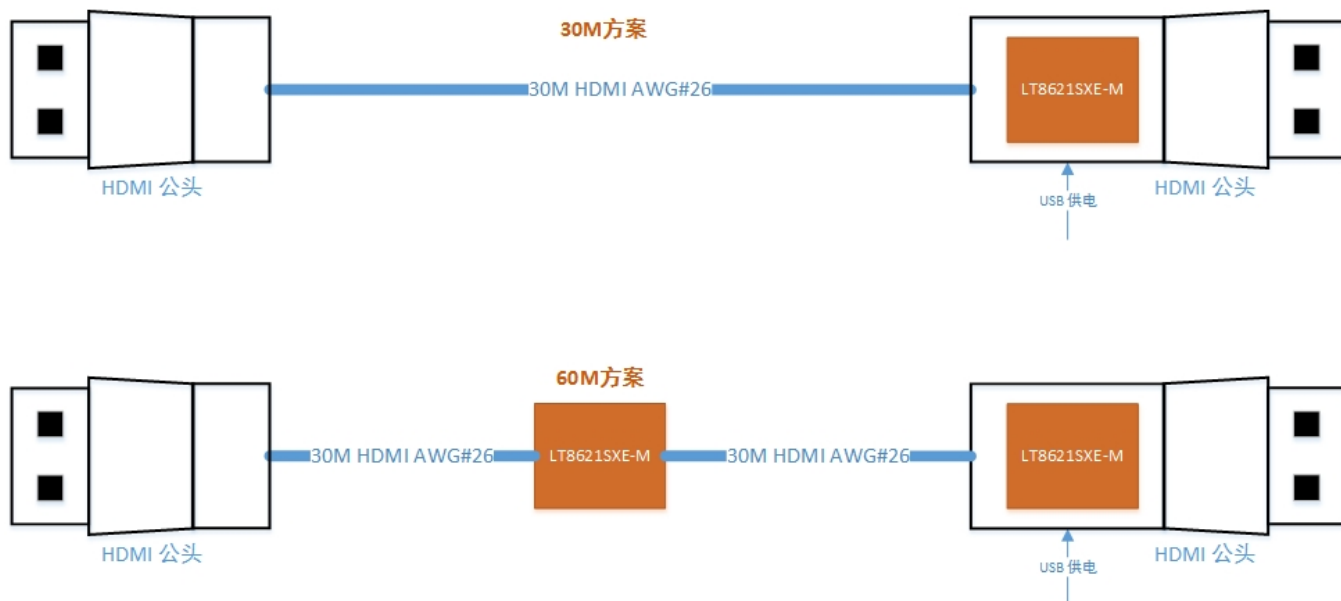 30M方案
30M HDMI AWG#26
LT8621SXE-M
HDMI 公头
HDMI 公头
USB 供电
60M方案
30M HDMI AWG#26
LT8621SXE-M
30M HDMI AWG#26
LT8621SXE-M
HDMI 公头
HDMI 公头
USB 供电